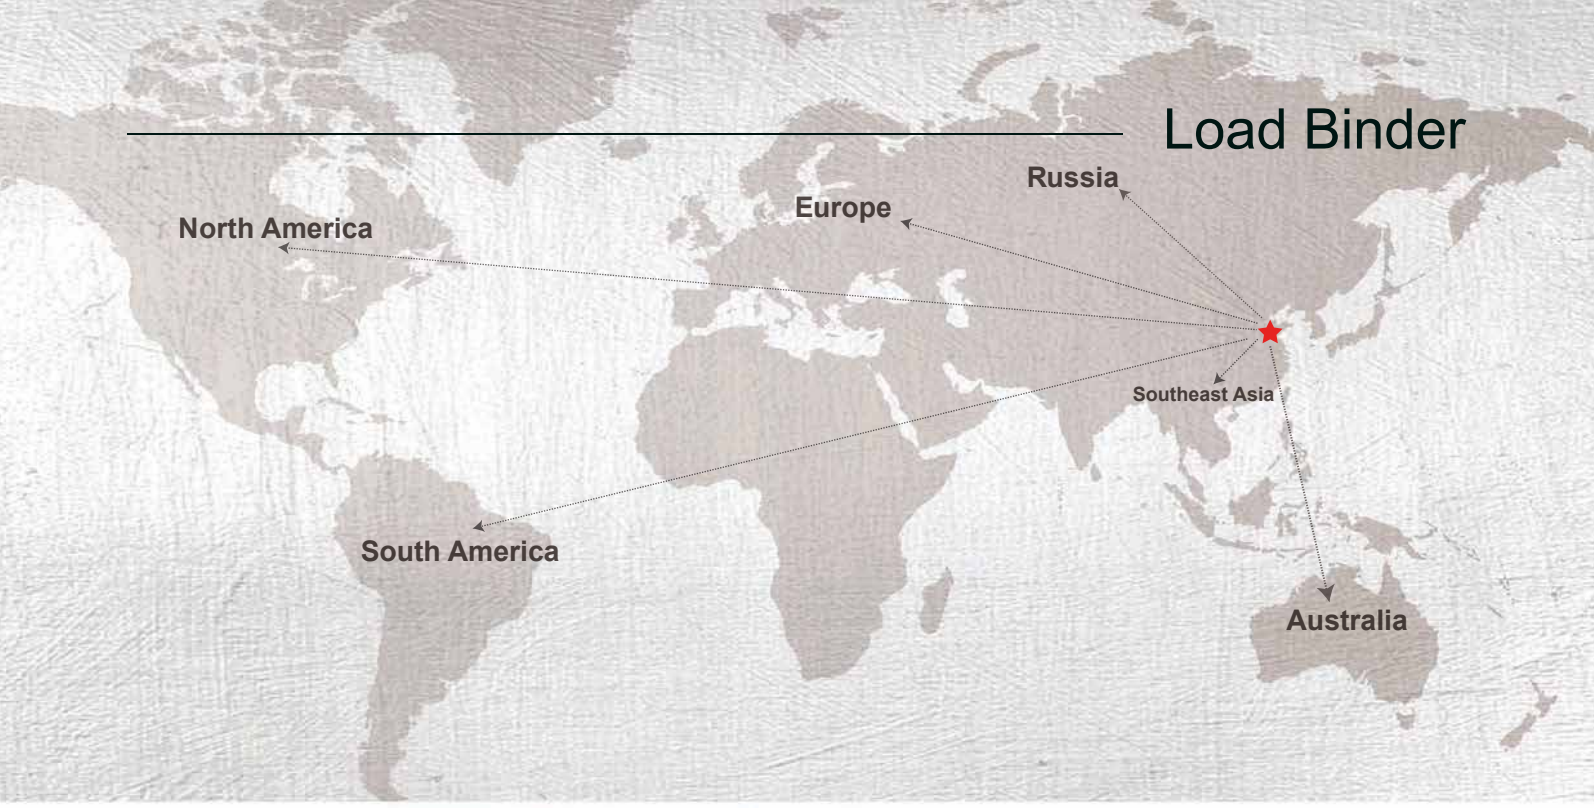 Load Binder
Russia
Europe
North America
Southeast Asia
South America
Australia